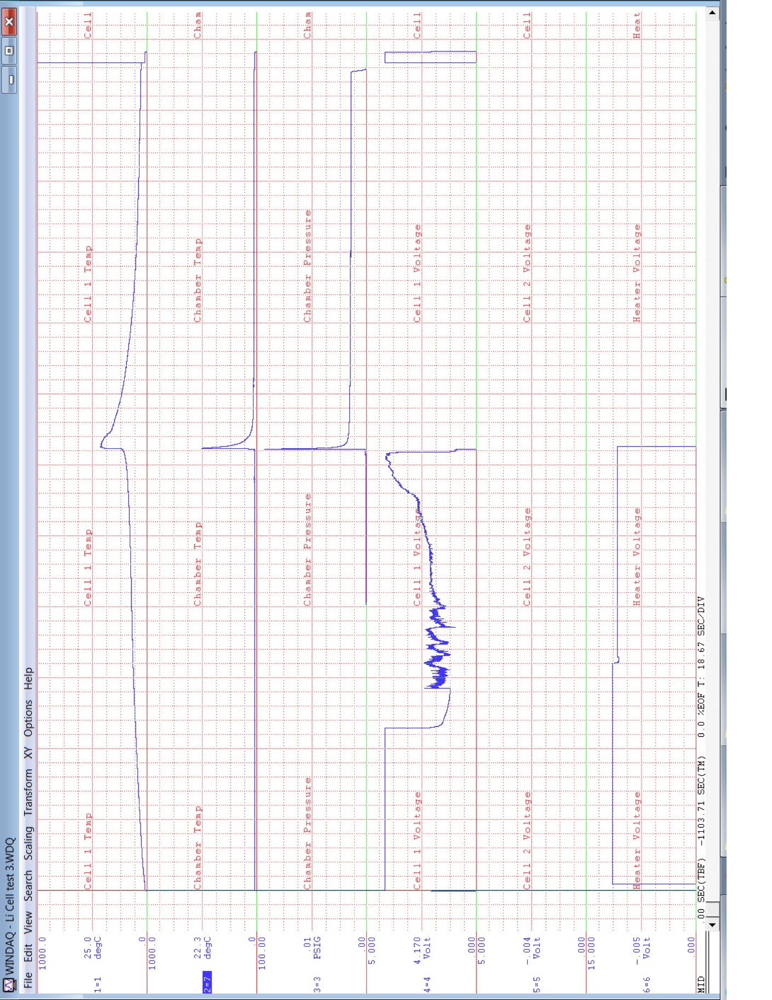 WINDAQ - Li Cell test 3.WDQ
File Edit View Search Scaling Transform XY Options Help
1000.0
1=1
25.0
degC
.0
Cell 1 Temp
Cell 1 Temp
Cell 1 Temp
Cell
1000.0
2=7
22.3
degC
.0
Chamber Temp
Chamber Temp
Chamber Temp
Cham
100.00
3=3
.01
PSIG
.00
Chamber Pressure
Chamber Pressure
Chamber Pressure
Cham
5.000
4=4
4.170
Volt
.000
Cell 1 Voltage
Cell 1 Voltage
Cell 1 Voltage
Cell
5.000
5=5
-.004
Volt
.000
Cell 2 Voltage
Cell 2 Voltage
Cell 2 Voltage
Cell
15.000
6=6
-.005
Volt
.000
Heater Voltage
Heater Voltage
Heater Voltage
Heat
MID .00 SEC(TBF) -1103.71 SEC(TM) 0.0 %EOF T: 18.67 SEC/DIV